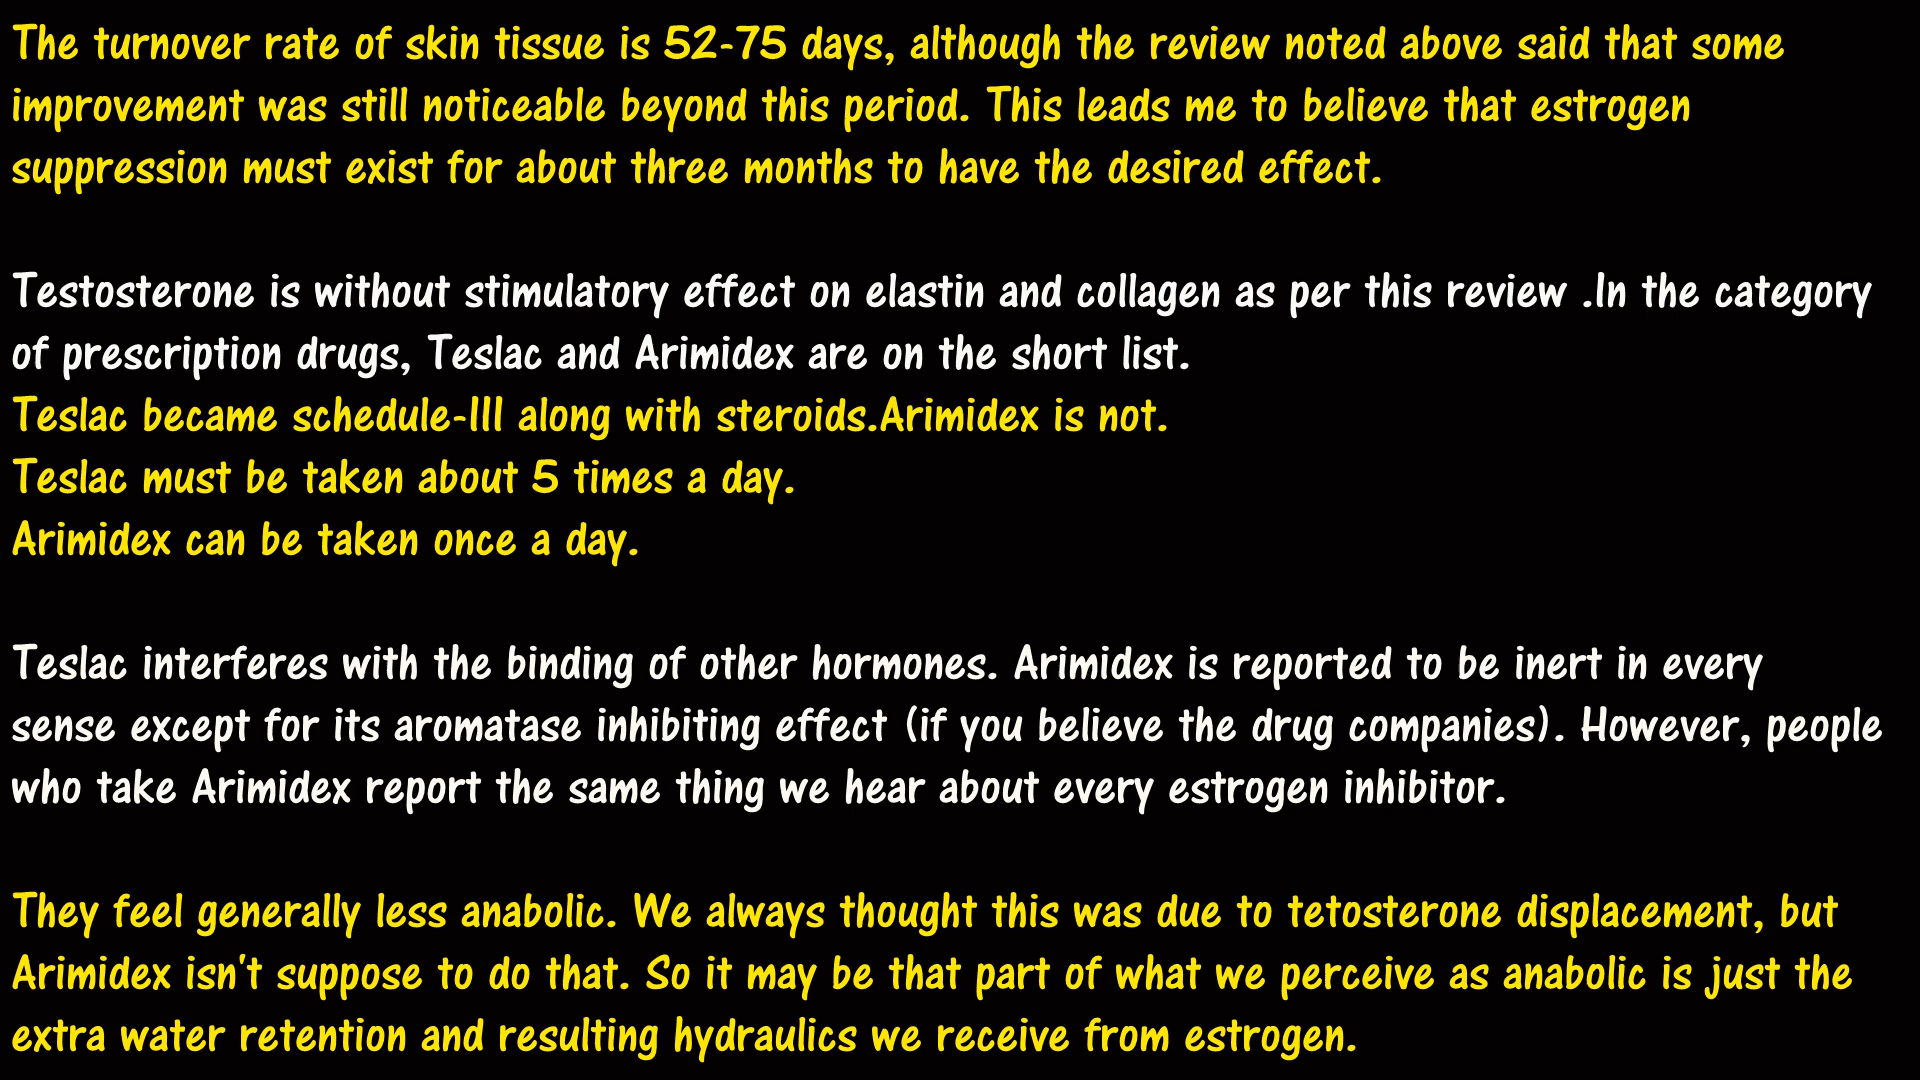 The turnover rate of skin tissue is 52-75 days, although the review noted above said that some
improvement was still noticeable beyond this period. This leads me to believe that estrogen
suppression must exist for about three months to have the desired effect.
Testosterone is without stimulatory effect on elastin and collagen as per this review .In the category
of prescription drugs, Teslac and Arimidex are on the short list.
Teslac became schedule-III along with steroids.Arimidex is not.
Teslac must be taken about 5 times a day.
Arimidex can be taken once a day.
Teslac interferes with the binding of other hormones. Arimidex is reported to be inert in every
sense except for its aromatase inhibiting effect (if you believe the drug companies). However, people
who take Arimidex report the same thing we hear about every estrogen inhibitor.
They feel generally less anabolic. We always thought this was due to tetosterone displacement, but
Arimidex isn't suppose to do that. So it may be that part of what we perceive as anabolic is just the
extra water retention and resulting hydraulics we receive from estrogen.